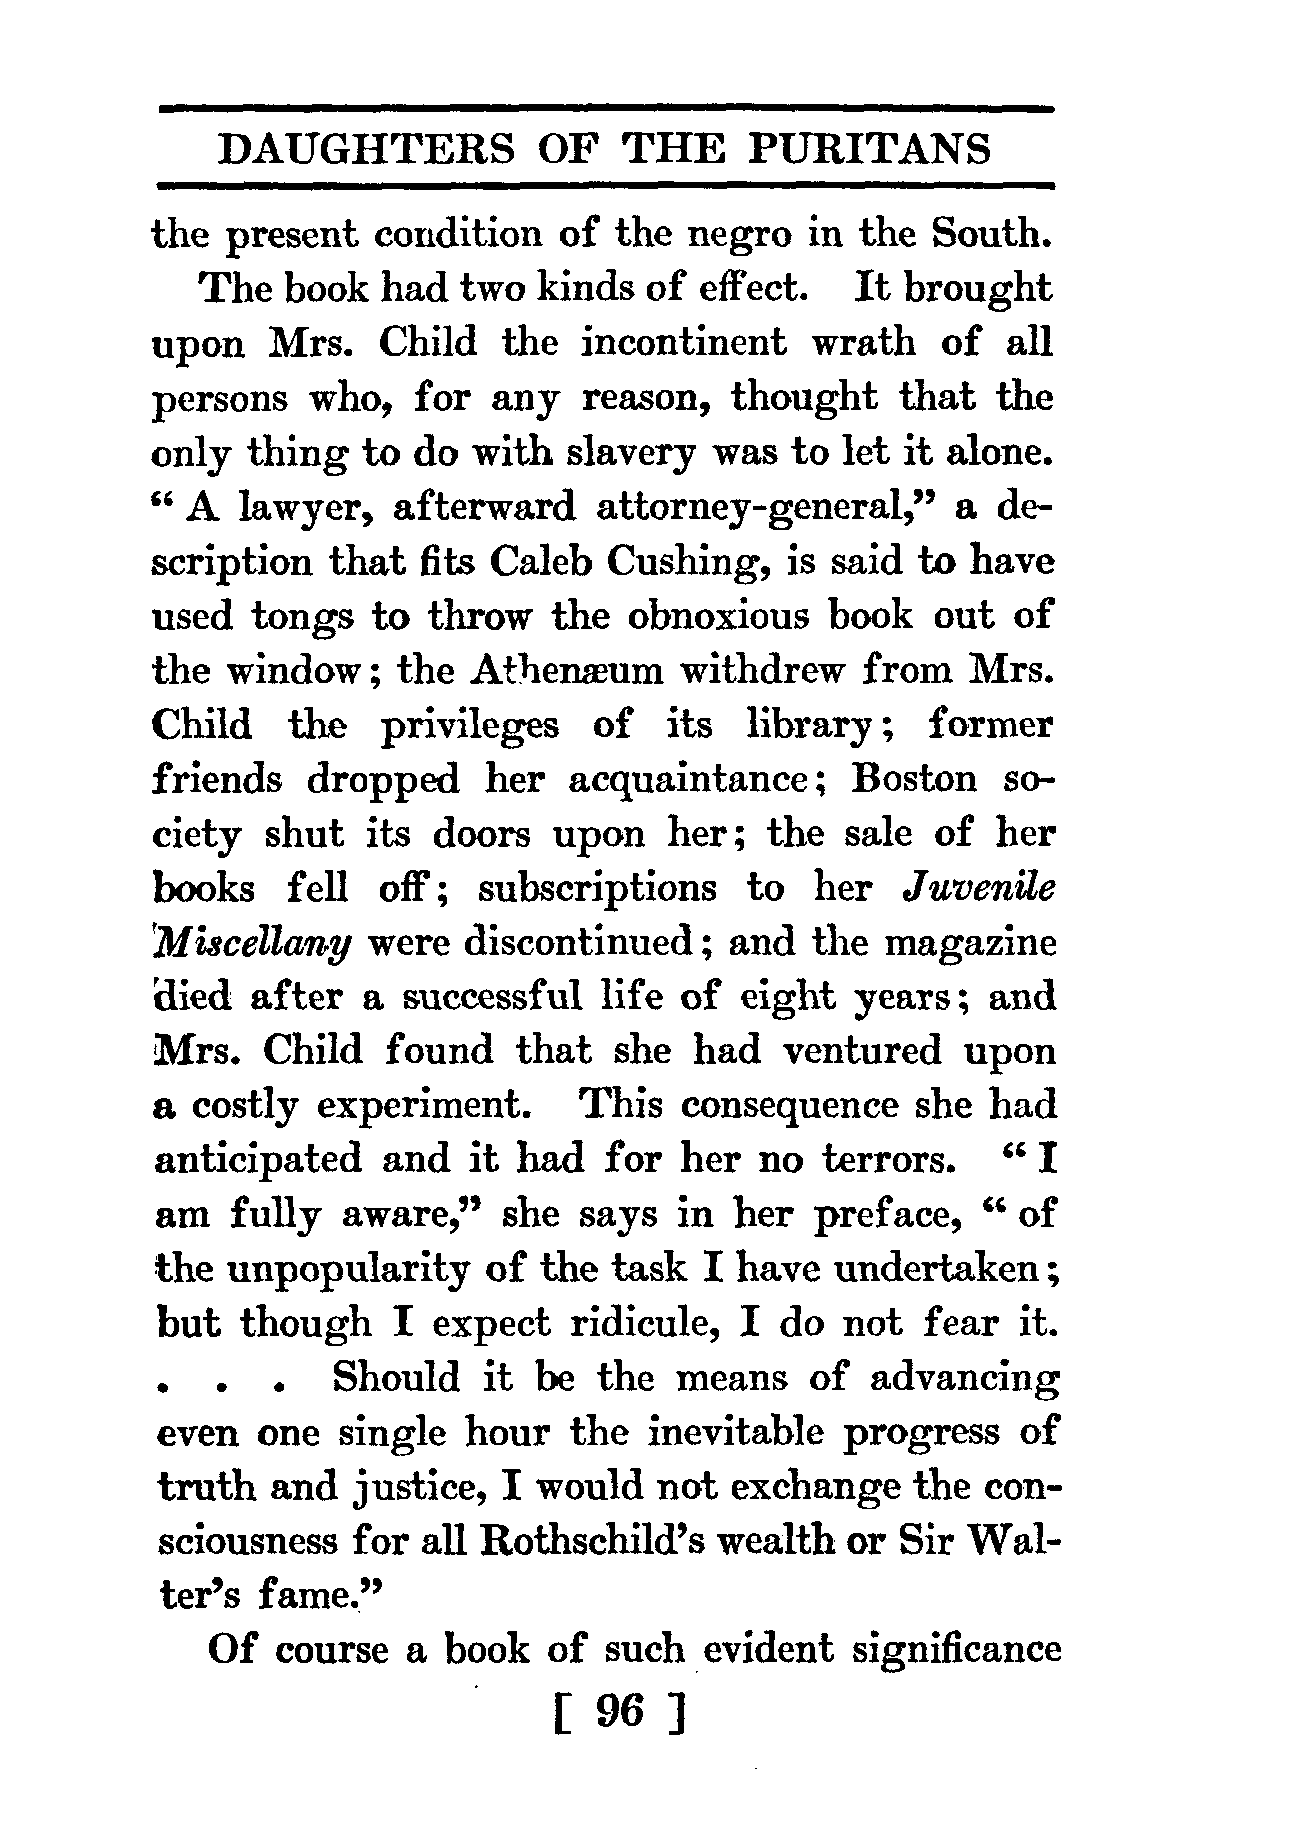 DAUGHTERS OF THE PURITANS
the present condition of the negro in the South.
The book had two kinds of effect. It brought
upon Mrs. Child the incontinent wrath of all
persons who, for any reason, thought that the
only thing to do with slavery was to let it alone.
“ A lawyer, afterward attorney-general,” a de-
scription that fits Caleb Cushing, is said to have
used tongs to throw the obnoxious book out of
the window; the Athenæum withdrew from Mrs.
Child the privileges of its library; former
friends dropped her acquaintance; Boston so-
ciety shut its doors upon her; the sale of her
books fell off; subscriptions to her Juvenile
Miscellany were discontinued; and the magazine
died after a successful life of eight years; and
Mrs. Child found that she had ventured upon
a costly experiment. This consequence she had
anticipated and it had for her no terrors. “ I
am fully aware,” she says in her preface, “ of
the unpopularity of the task I have undertaken;
but though I expect ridicule, I do not fear it.
. . . Should it be the means of advancing
even one single hour the inevitable progress of
truth and justice, I would not exchange the con-
sciousness for all Rothschild’s wealth or Sir Wal-
ter’s fame.”
Of course a book of such evident significance
[ 96 ]